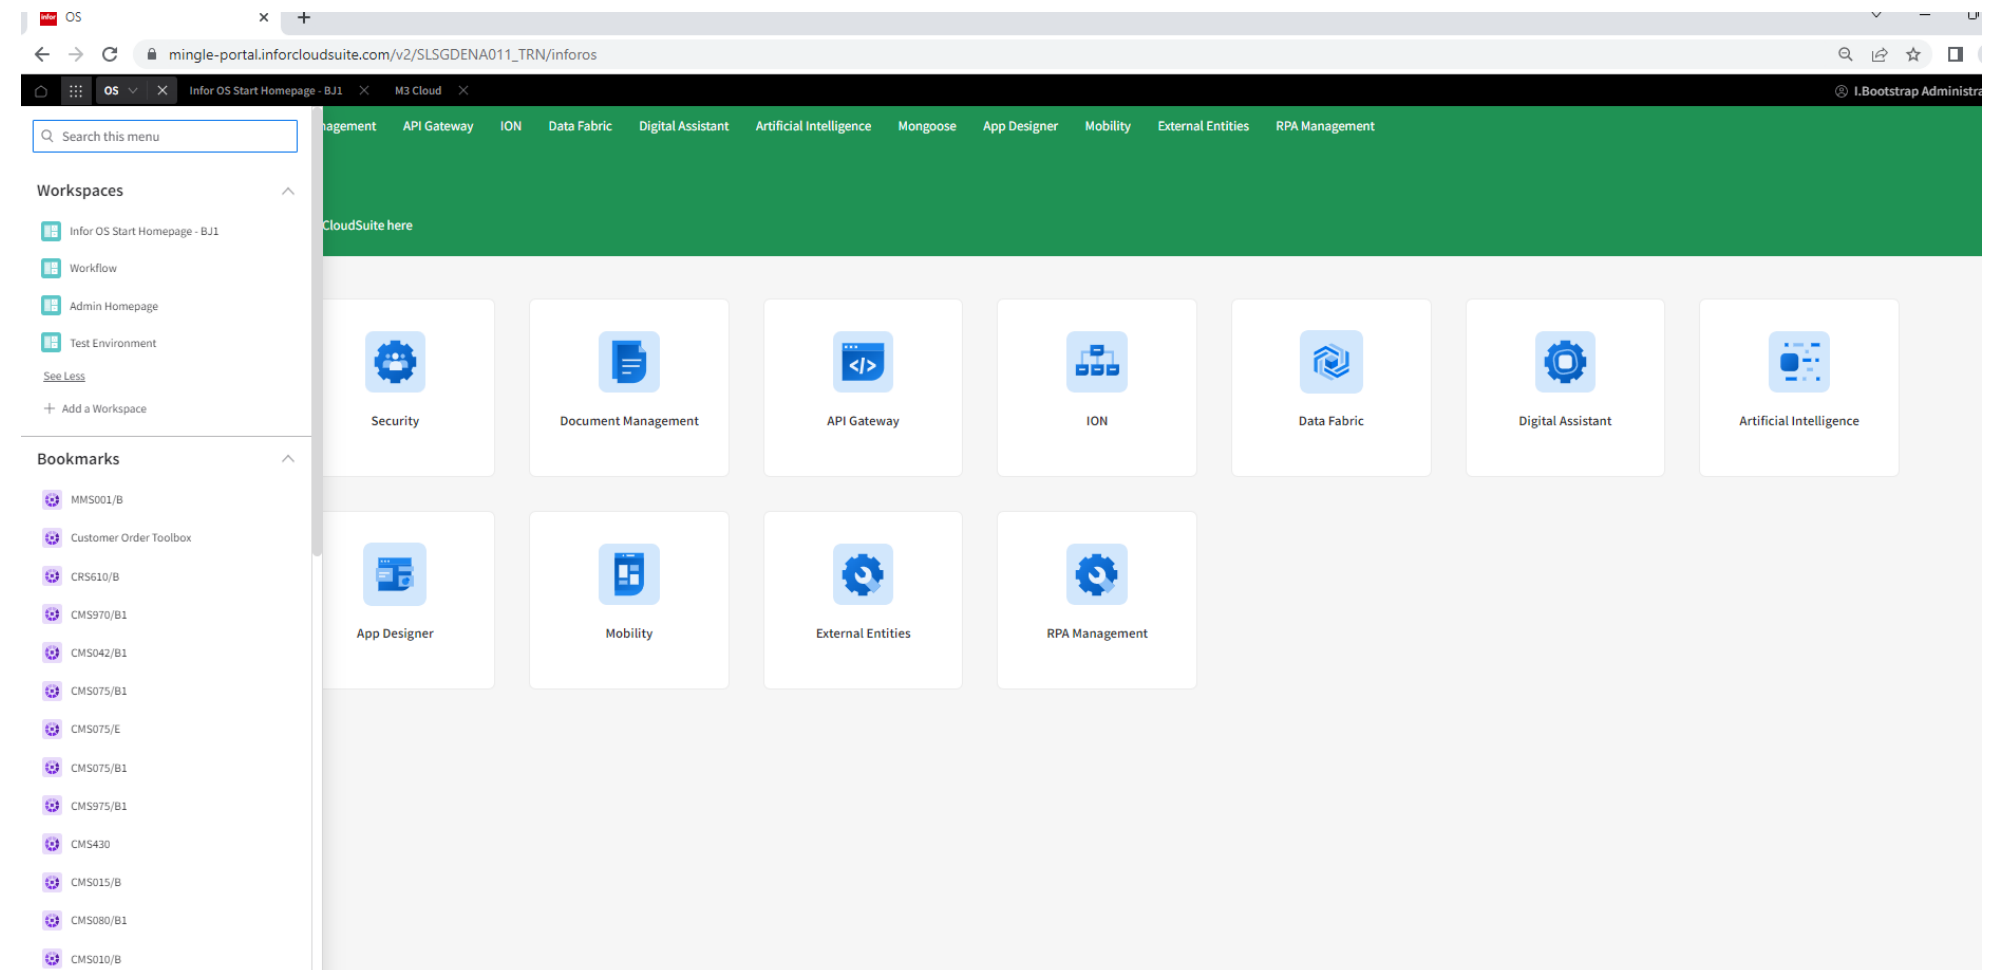 infor OS
mingle-portal.inforcloudsuite.com/v2/SLSGDENA011_TRN/inforos
OS Infor OS Start Homepage - BJ1 M3 Cloud I.Bootstrap
Search this menu
API Gateway ION Data Fabric Digital Assistant Artificial Intelligence Mongoose App Designer Mobility External Entities RPA Management
CloudSuite here
Workspaces
Infor OS Start Homepage - BJ1
Workflow
Admin Homepage
Test Environment
See Less
+ Add a Workspace
Bookmarks
MMS001/B
Customer Order Toolbox
CRS610/B
CMS970/B1
CMS042/B1
CMS075/B1
CMS075/E
CMS075/B1
CMS975/B1
CMS430
CMS015/B
CMS080/B1
CMS010/B
Security
Document Management
API Gateway
ION
Data Fabric
Digital Assistant
Artificial Intelligence
App Designer
Mobility
External Entities
RPA Management